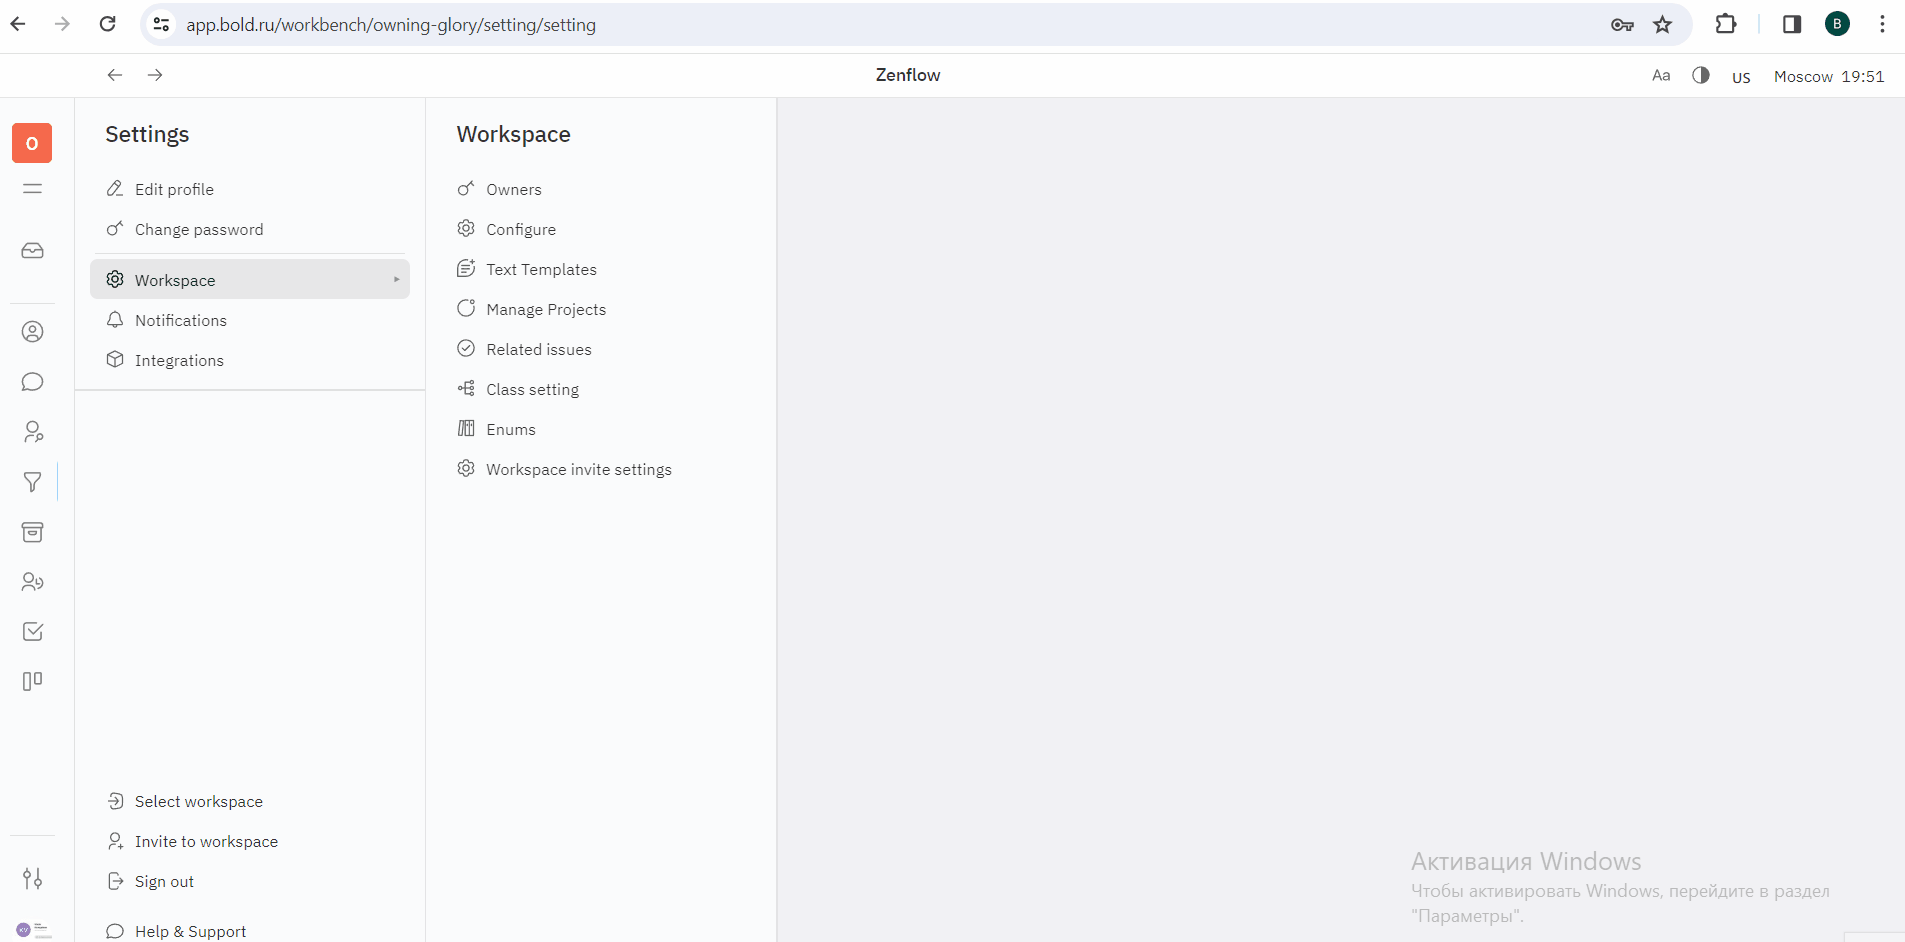 app.bold.ru/workbench/owning-glory/setting/setting
B
Zenflow
Aa
US
Moscow 19:51
O
Settings
Edit profile
Change password
Workspace
Notifications
Integrations
Workspace
Owners
Configure
Text Templates
Manage Projects
Related issues
Class setting
Enums
Workspace invite settings
Select workspace
Invite to workspace
Sign out
Help & Support
KV
Активация Windows
Чтобы активировать Windows, перейдите в раздел
"Параметры".